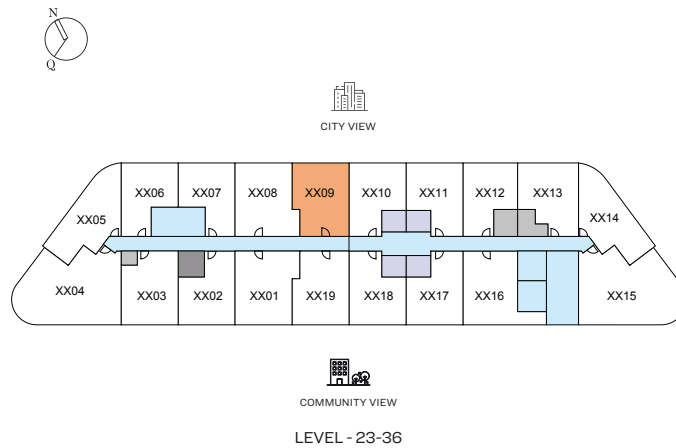 N
Q
CITY VIEW
XX06 XX07 XX08 XX09 XX10 XX11 XX12 XX13
XX05 XX14
XX04 XX03 XX02 XX01 XX19 XX18 XX17 XX16 XX15
COMMUNITY VIEW
LEVEL - 23-36